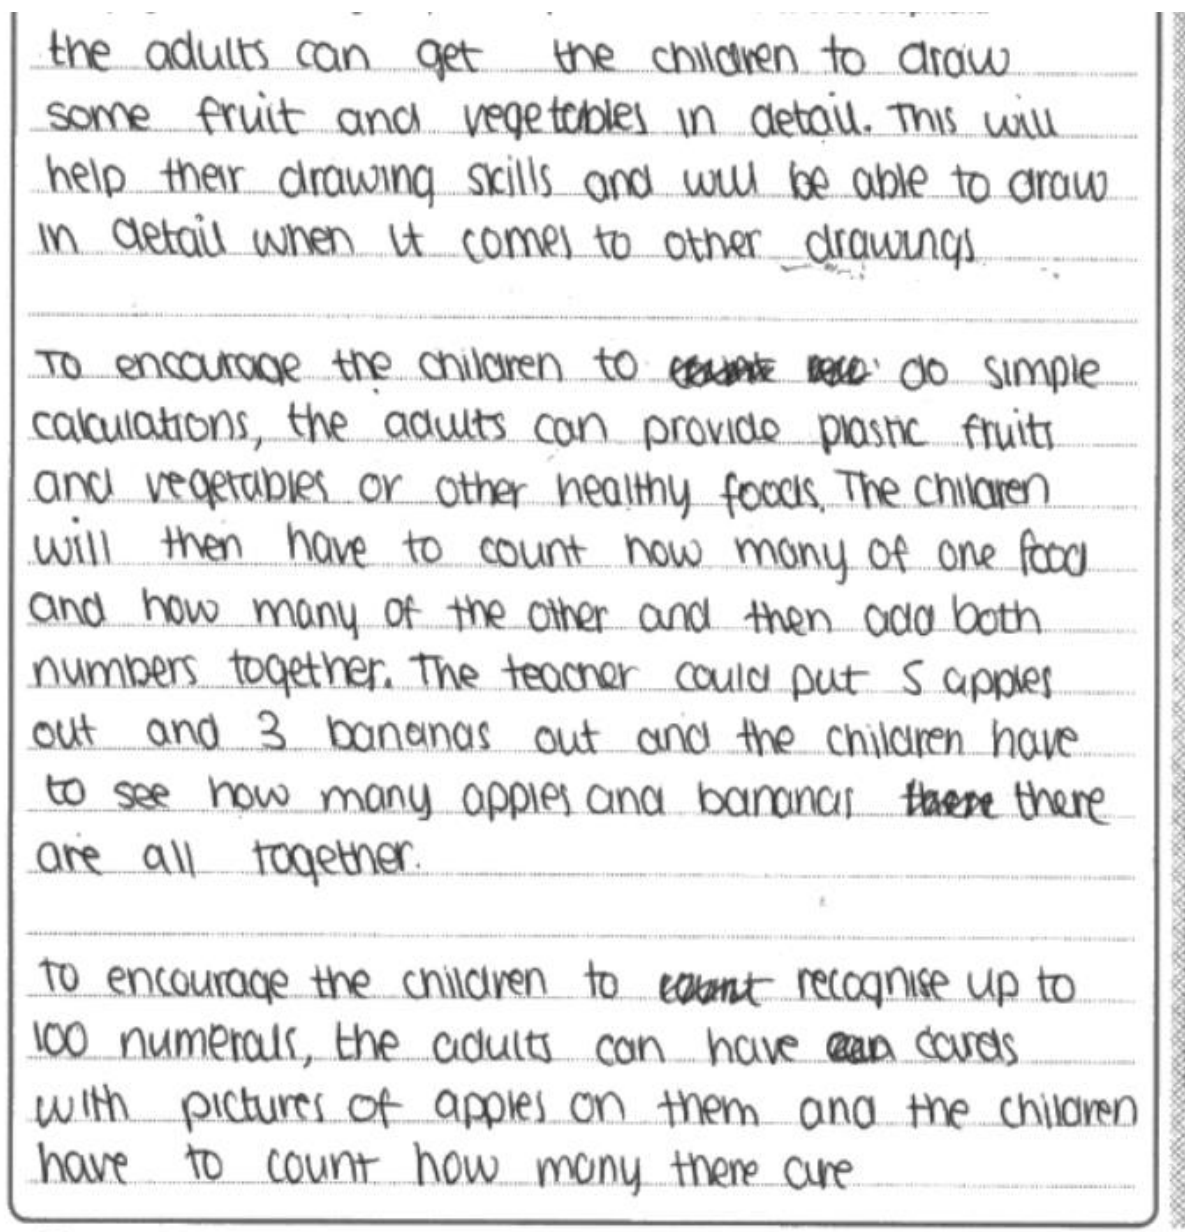 the adults can get the children to draw
some fruit and vegetables in detail. This will
help their drawing skills and will be able to draw
in detail when it comes to other drawings
To encourage the children to do simple
calculations, the adults can provide plastic fruits
and vegetables or other healthy foods. The children
will then have to count how many of one food
and how many of the other and then add both
numbers together. The teacher could put 5 apples
out and 3 bananas out and the children have
to see how many apples and bananas there
are all together.
To encourage the children to count recognise up to
100 numerals, the adults can have cards
with pictures of apples on them and the children
have to count how many there are